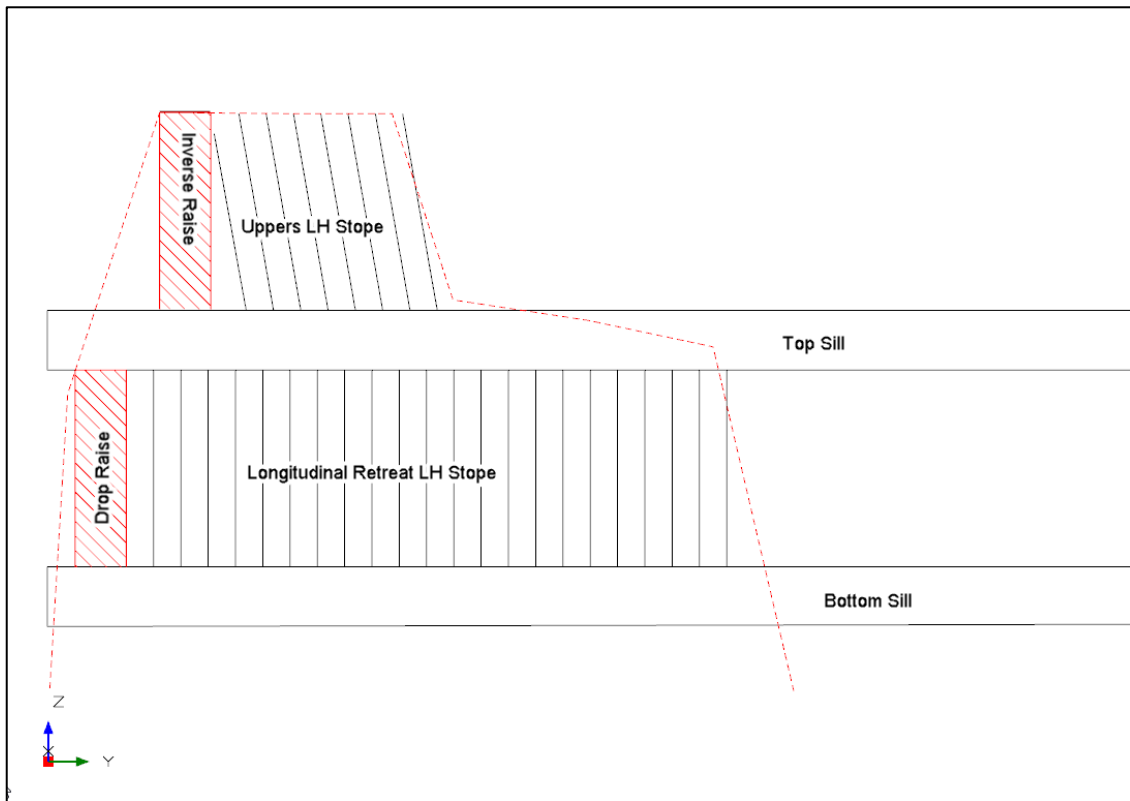 Inverse Raise
Uppers LH Stope
Top Sill
Drop Raise
Longitudinal Retreat LH Stope
Bottom Sill
Z
X
Y